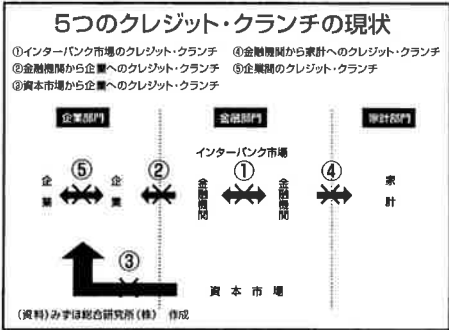 5つのクレジット・クランチの現状
①インターバンク市場のクレジット・クランチ
④金融機関から家計へのクレジット・クランチ
②金融機関から企業へのクレジット・クランチ
⑤企業間のクレジット・クランチ
③資本市場から企業へのクレジット・クランチ
企業部門
金融部門
家計部門
インターバンク市場
⑤
②
①
④
企業
企業
金融機関
金融機関
家計
③
資本市場
(資料)みずほ総合研究所(株) 作成